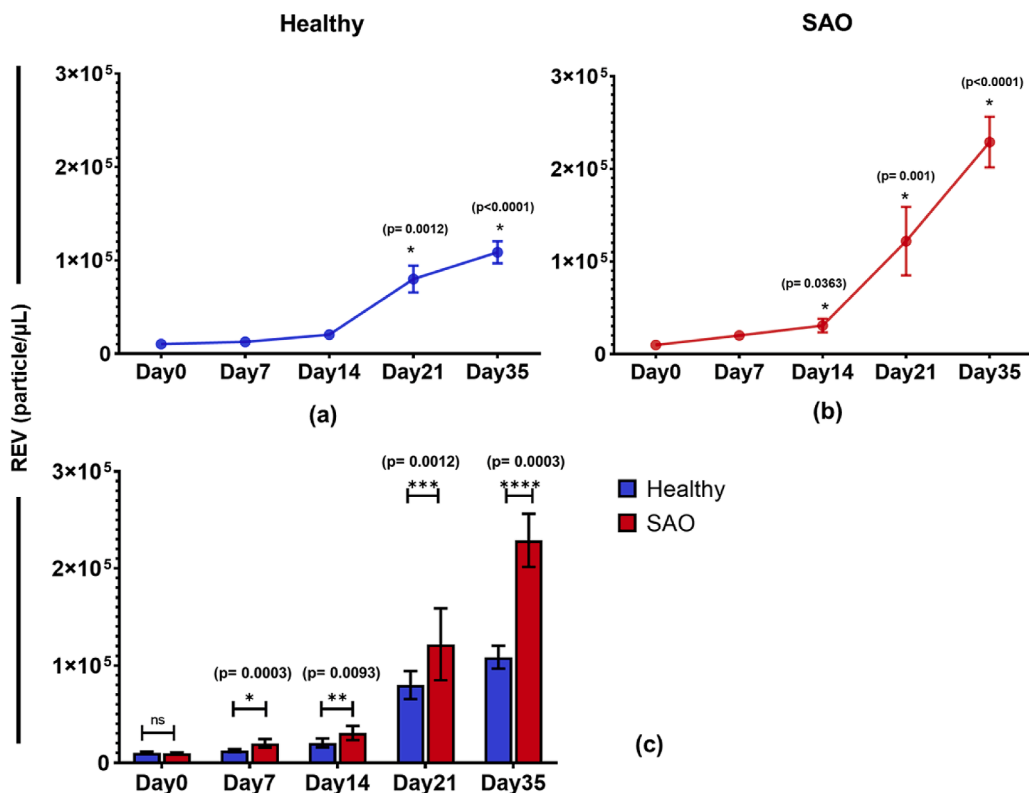 Healthy
SAO
REV (particle/µL)
3×10⁵
2×10⁵
1×10⁵
0
(p= 0.0012)
*
(p<0.0001)
*
Day0 Day7 Day14 Day21 Day35
(a)
3×10⁵
2×10⁵
1×10⁵
0
(p= 0.0363)
*
(p= 0.001)
*
(p<0.0001)
*
Day0 Day7 Day14 Day21 Day35
(b)
3×10⁵
2×10⁵
1×10⁵
0
ns
(p= 0.0003)
*
(p= 0.0093)
**
(p= 0.0012)
***
(p= 0.0003)
****
Day0 Day7 Day14 Day21 Day35
Healthy
SAO
(c)